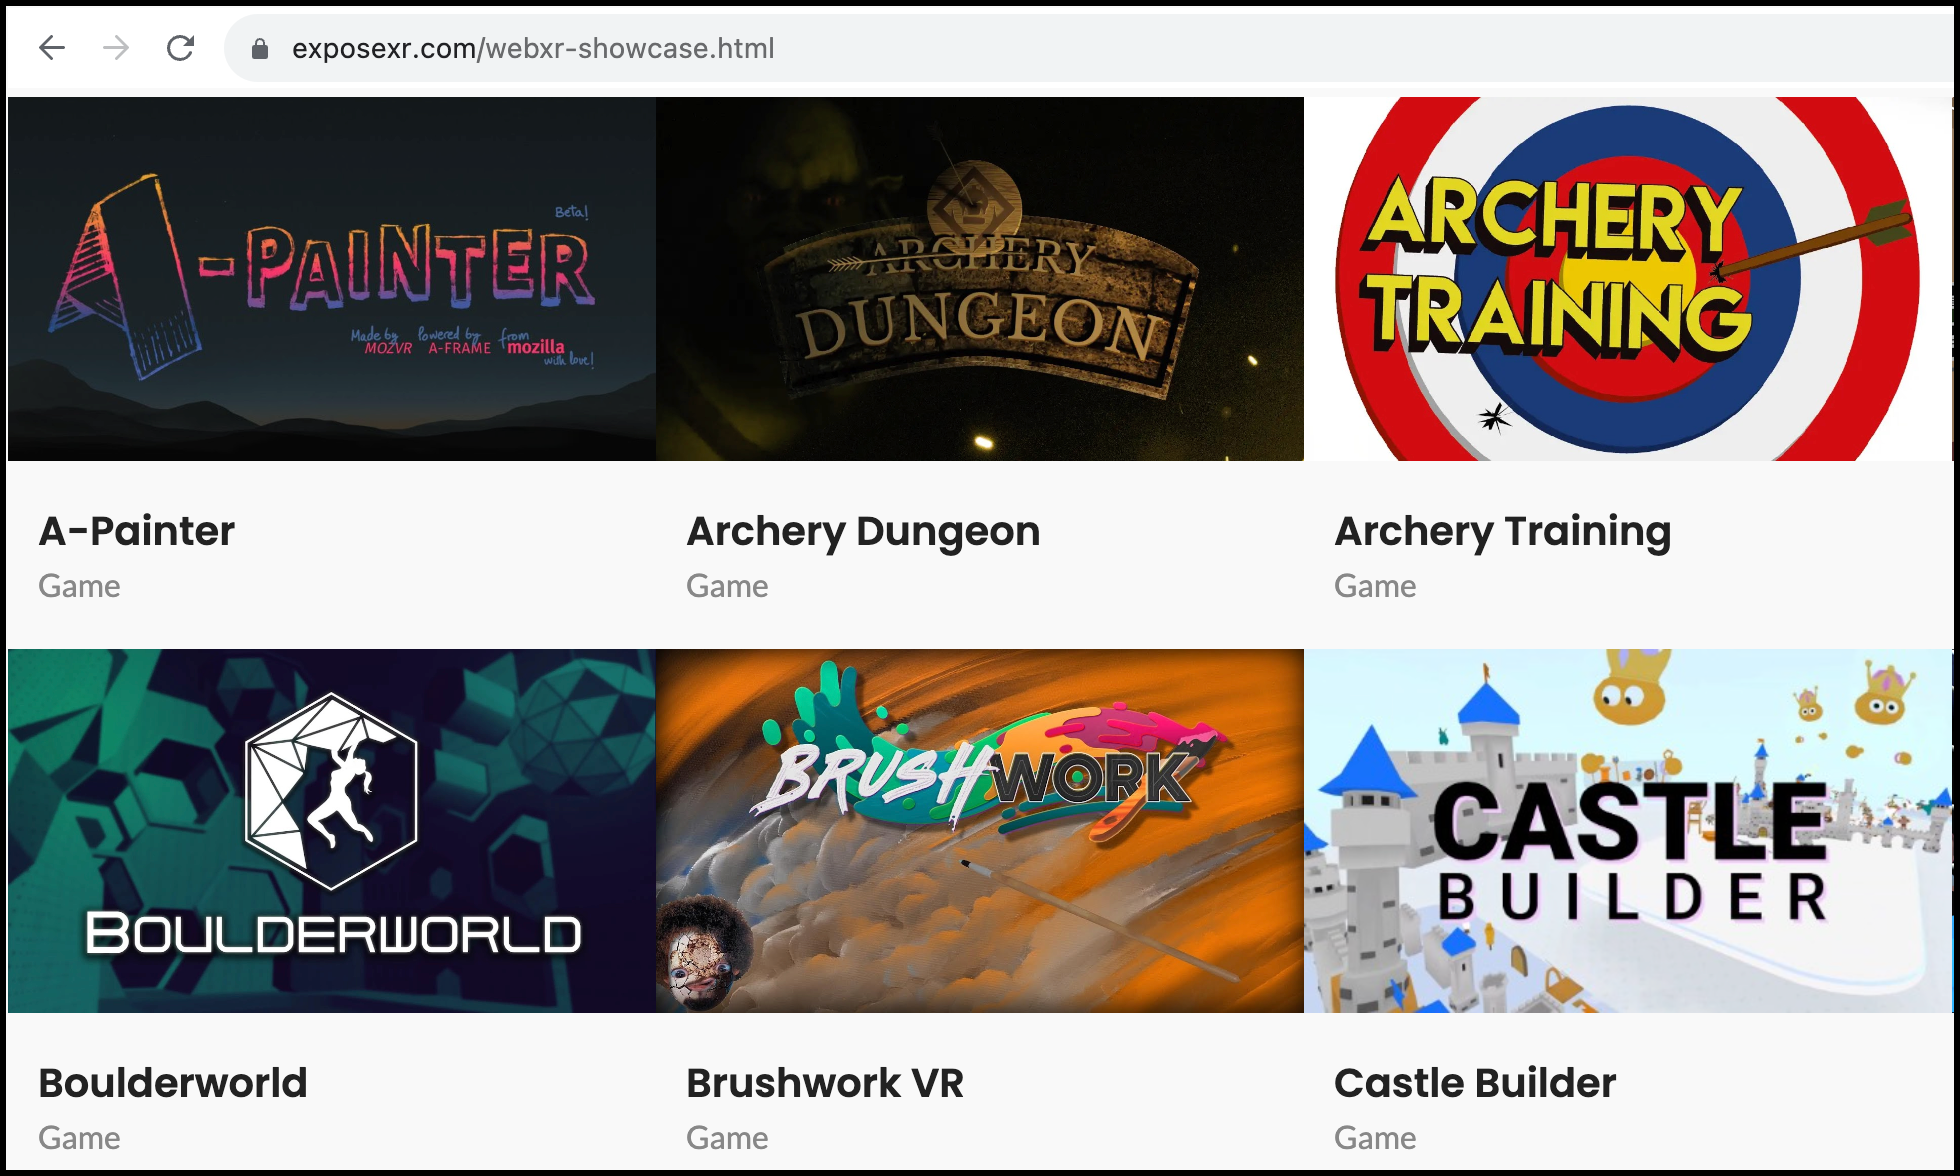 exposexr.com/webxr-showcase.html
Beta!
A-PAINTER
Made by MOZVR powered by A-FRAME from mozilla with love!
ARCHERY
DUNGEON
ARCHERY
TRAINING
A-Painter
Game
Archery Dungeon
Game
Archery Training
Game
BOULDERWORLD
BRUSHWORK
CASTLE
BUILDER
Boulderworld
Game
Brushwork VR
Game
Castle Builder
Game